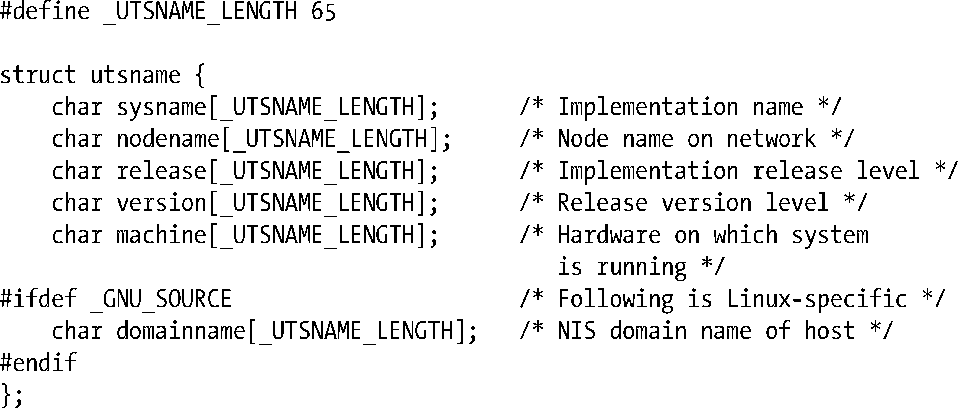 #define _UTSNAME_LENGTH 65

struct utsname {
    char sysname[_UTSNAME_LENGTH];      /* Implementation name */
    char nodename[_UTSNAME_LENGTH];     /* Node name on network */
    char release[_UTSNAME_LENGTH];      /* Implementation release level */
    char version[_UTSNAME_LENGTH];      /* Release version level */
    char machine[_UTSNAME_LENGTH];      /* Hardware on which system
                                           is running */
#ifdef _GNU_SOURCE                      /* Following is Linux-specific */
    char domainname[_UTSNAME_LENGTH];   /* NIS domain name of host */
#endif
};